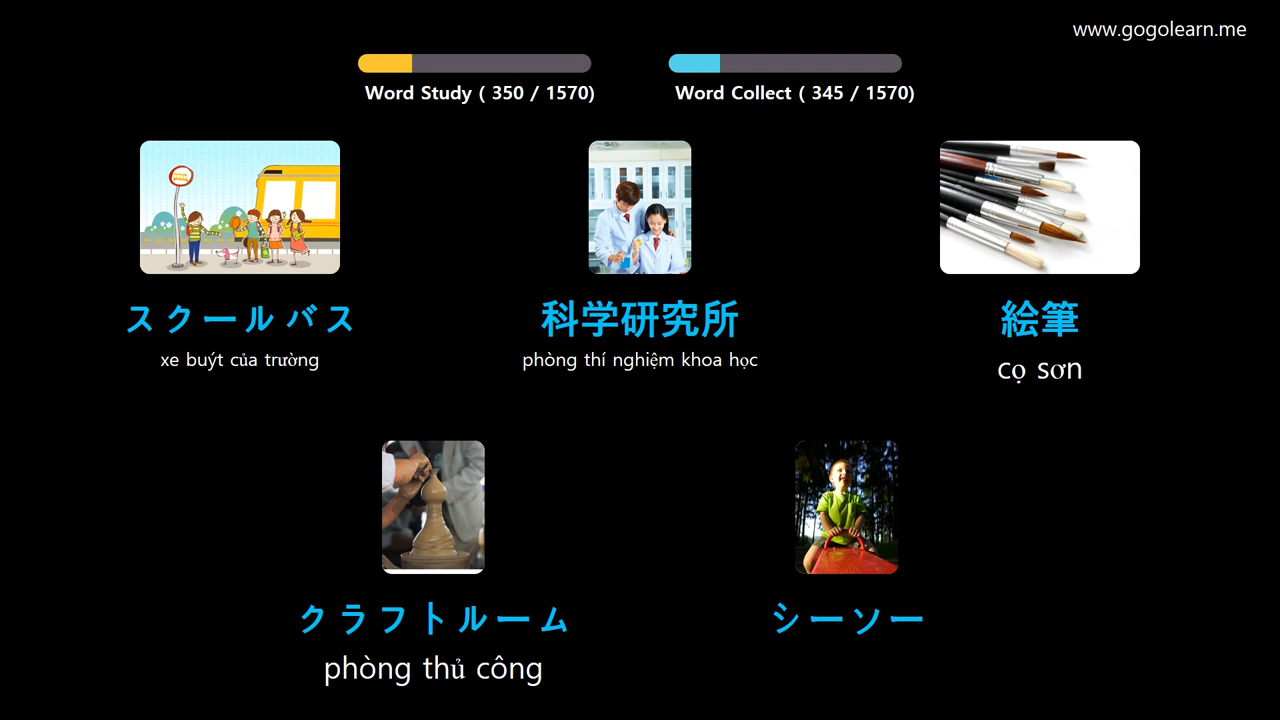 www.gogolearn.me
Word Study ( 350 / 1570)
Word Collect ( 345 / 1570)
スクールバス
xe buýt của trường
科学研究所
phòng thí nghiệm khoa học
絵筆
cọ sơn
クラフトルーム
phòng thủ công
シーソー